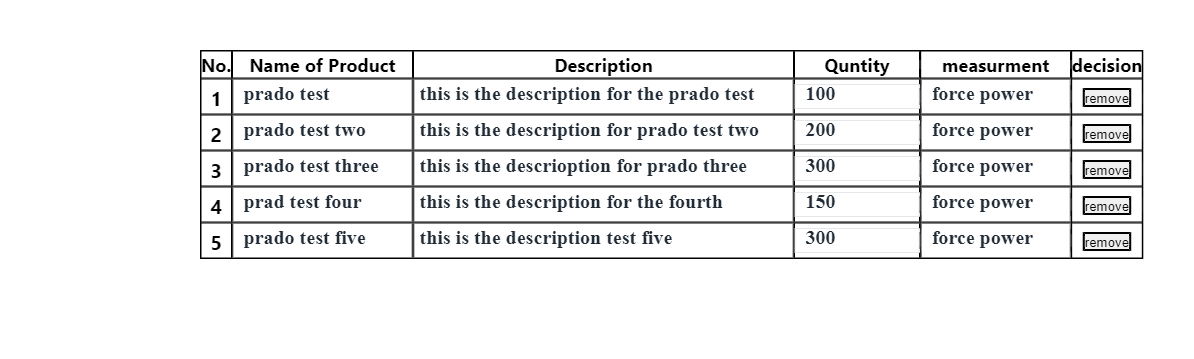 No. Name of Product Description Quntity measurment decision
1 prado test this is the description for the prado test 100 force power remove
2 prado test two this is the description for prado test two 200 force power remove
3 prado test three this is the descrioption for prado three 300 force power remove
4 prad test four this is the description for the fourth 150 force power remove
5 prado test five this is the description test five 300 force power remove